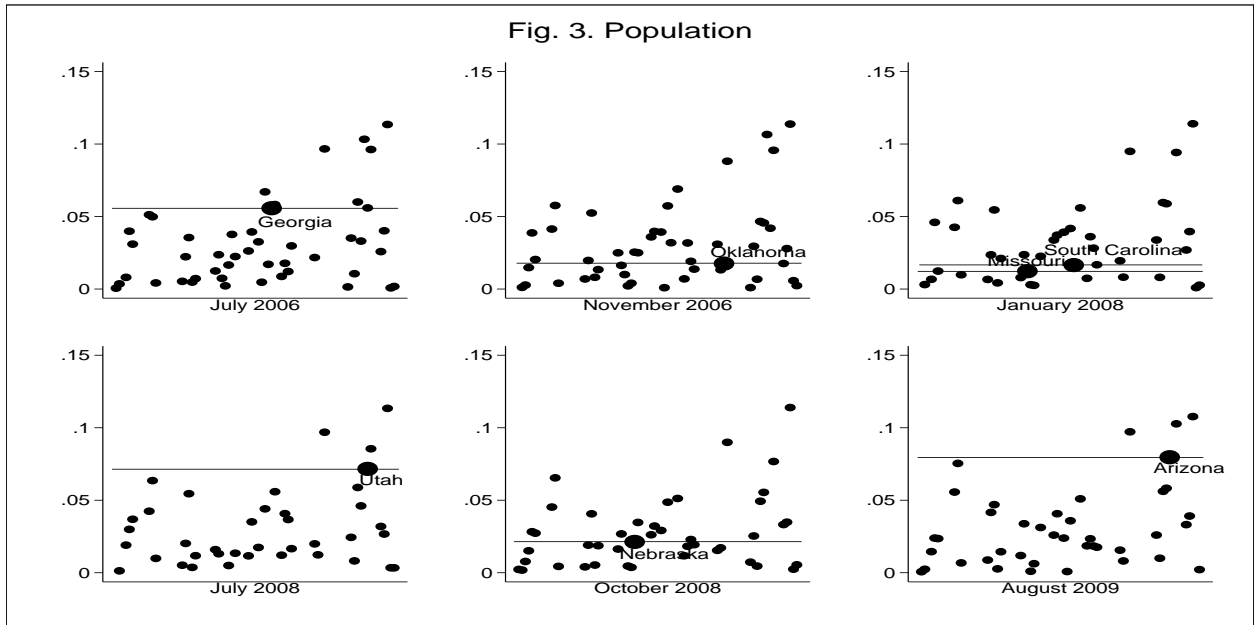 Fig. 3. Population
.15
.1
.05
0
Georgia
July 2006
.15
.1
.05
0
Oklahoma
November 2006
.15
.1
.05
0
South Carolina
Missouri
January 2008
.15
.1
.05
0
Utah
July 2008
.15
.1
.05
0
Nebraska
October 2008
.15
.1
.05
0
Arizona
August 2009